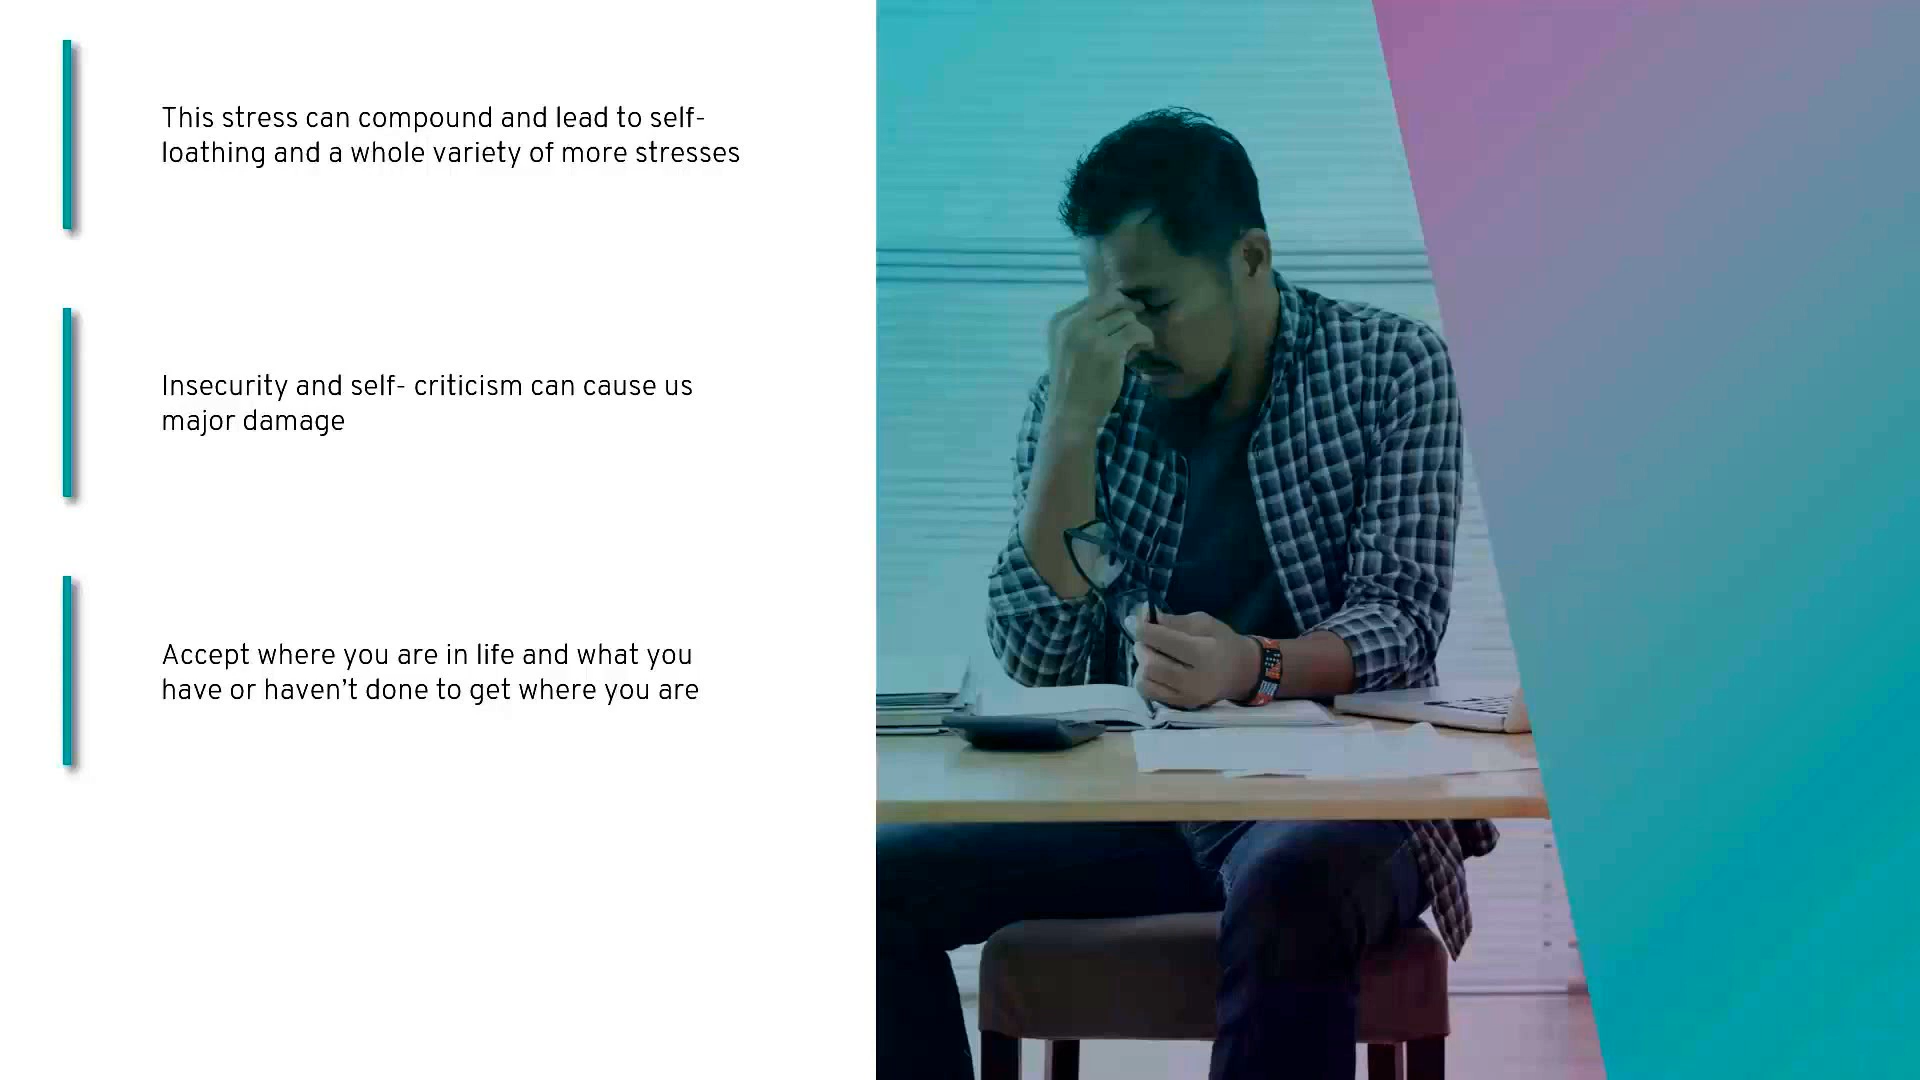 This stress can compound and lead to self-
loathing and a whole variety of more stresses
Insecurity and self- criticism can cause us
major damage
Accept where you are in life and what you
have or haven’t done to get where you are